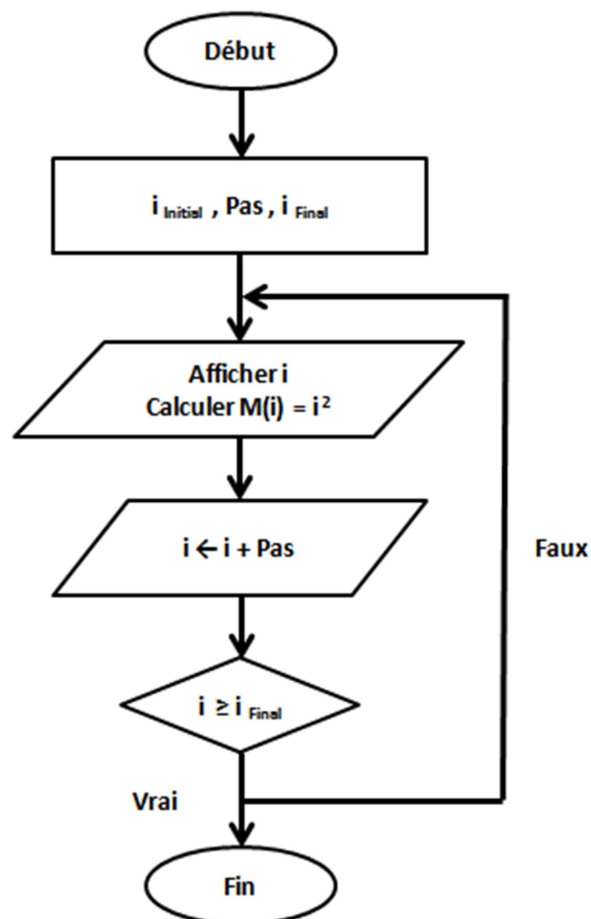 Début
i Initial , Pas , i Final
Afficher i
Calculer M(i) = i²
i ← i + Pas
Faux
i ≥ i Final
Vrai
Fin